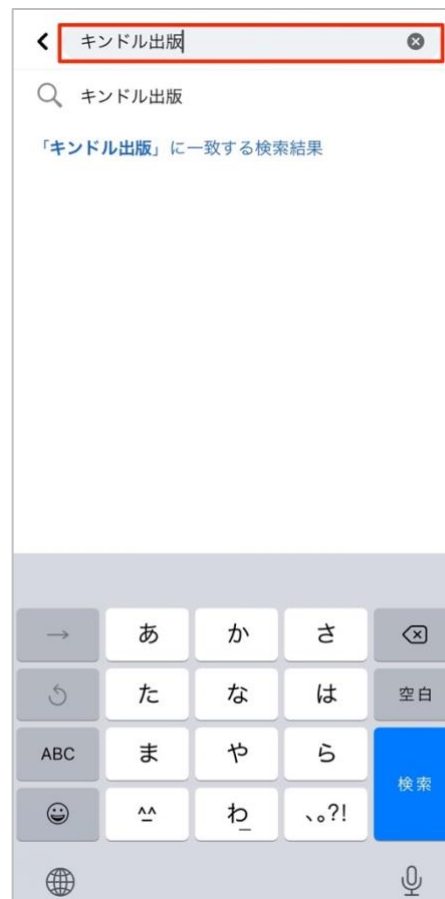 キンドル出版
キンドル出版
「キンドル出版」に一致する検索結果
→ あ か さ
た な は 空白
ABC ま や ら 検索
^^ わ_ 、。?!